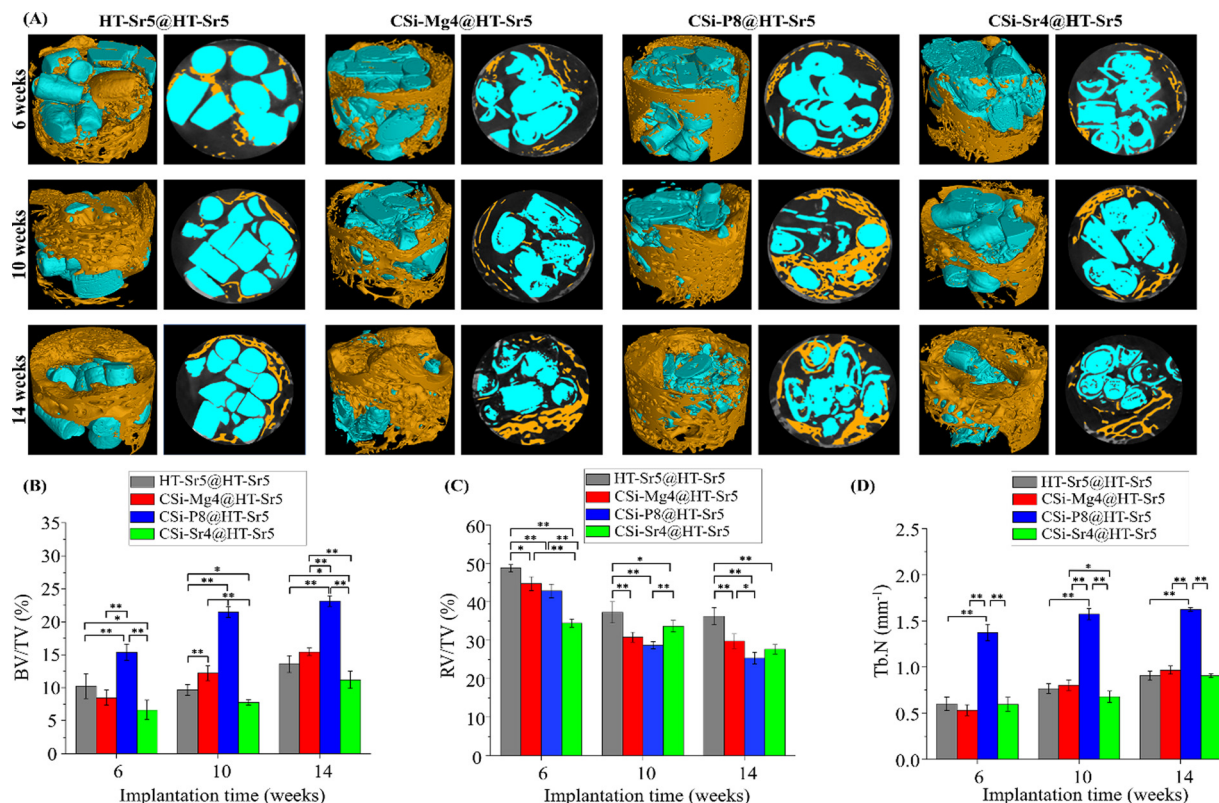 (A)
HT-Sr5@HT-Sr5
CSi-Mg4@HT-Sr5
CSi-P8@HT-Sr5
CSi-Sr4@HT-Sr5
6 weeks
10 weeks
14 weeks
(B)
HT-Sr5@HT-Sr5
CSi-Mg4@HT-Sr5
CSi-P8@HT-Sr5
CSi-Sr4@HT-Sr5
BV/TV (%)
35
30
25
20
15
10
5
0
** * ** **
** ** ** * **
** * ** ** ** **
6 10 14
Implantation time (weeks)
(C)
HT-Sr5@HT-Sr5
CSi-Mg4@HT-Sr5
CSi-P8@HT-Sr5
CSi-Sr4@HT-Sr5
RV/TV (%)
60
50
40
30
20
10
0
** ** ** * **
* ** ** **
** ** ** *
6 10 14
Implantation time (weeks)
(D)
HT-Sr5@HT-Sr5
CSi-Mg4@HT-Sr5
CSi-P8@HT-Sr5
CSi-Sr4@HT-Sr5
Tb.N (mm⁻¹)
2.5
2.0
1.5
1.0
0.5
0.0
** ** **
* ** ** **
** ** **
6 10 14
Implantation time (weeks)